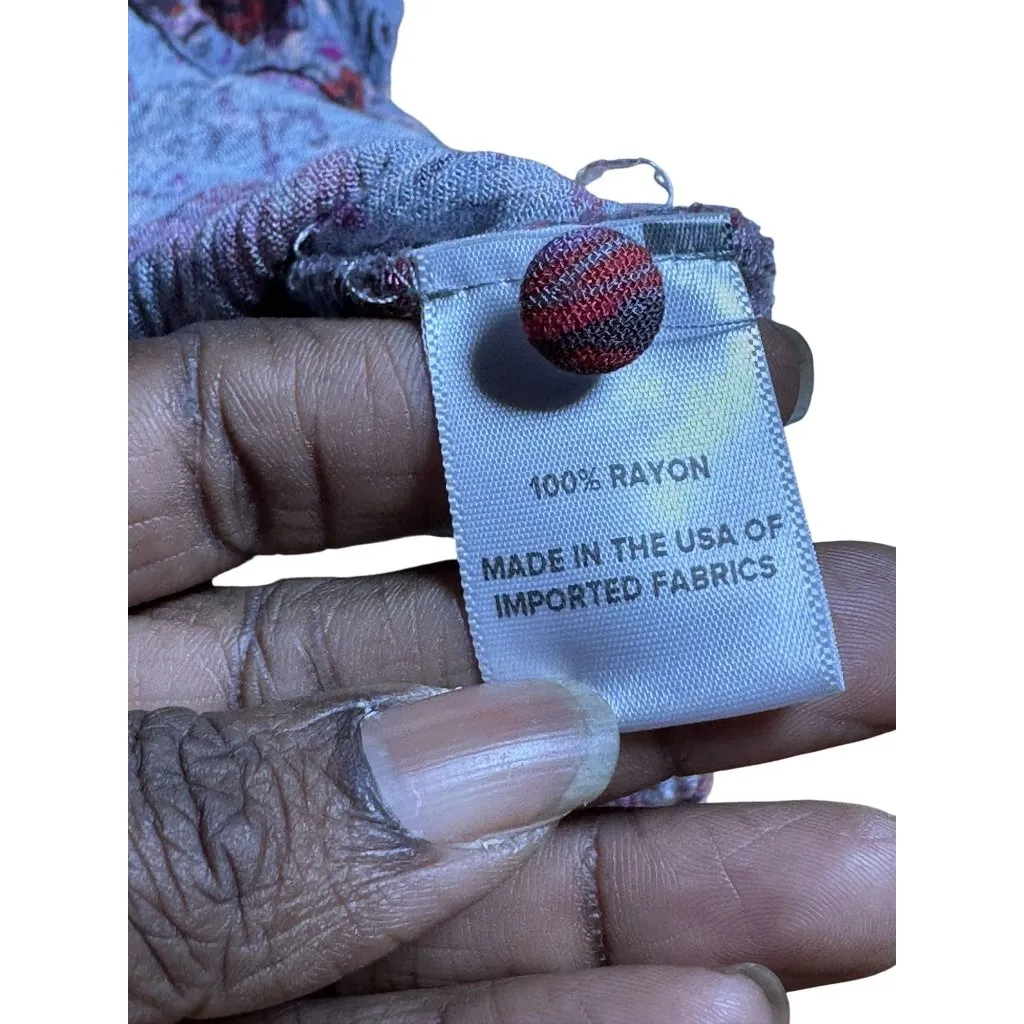 100% RAYON
MADE IN THE USA OF
IMPORTED FABRICS